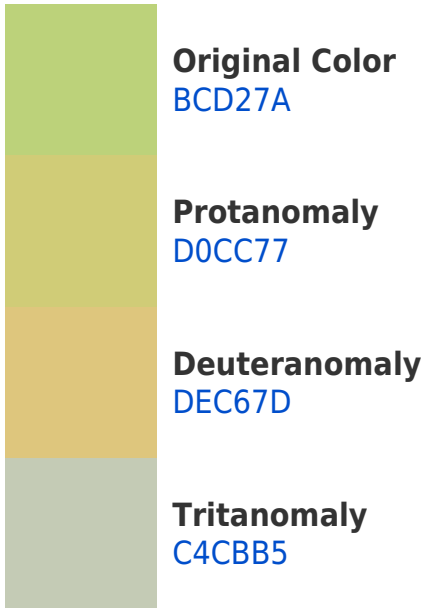 Original Color
BCD27A
Protanomaly
D0CC77
Deuteranomaly
DEC67D
Tritanomaly
C4CBB5